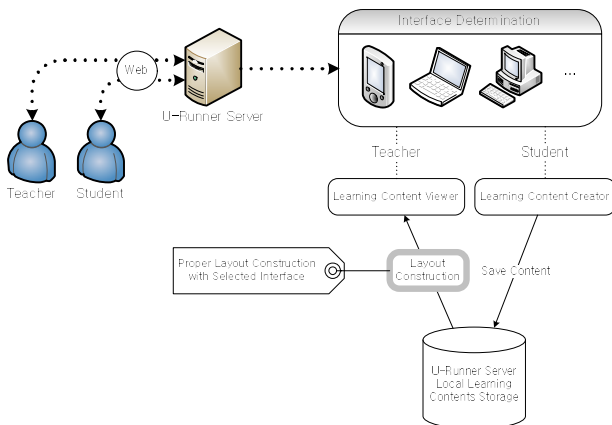 Interface Determination
Web
...
U-Runner Server
Teacher
Student
Teacher
Student
Learning Content Viewer
Learning Content Creator
Proper Layout Construction
with Selected Interface
Layout
Construction
Save Content
U-Runner Server
Local Learning
Contents Storage